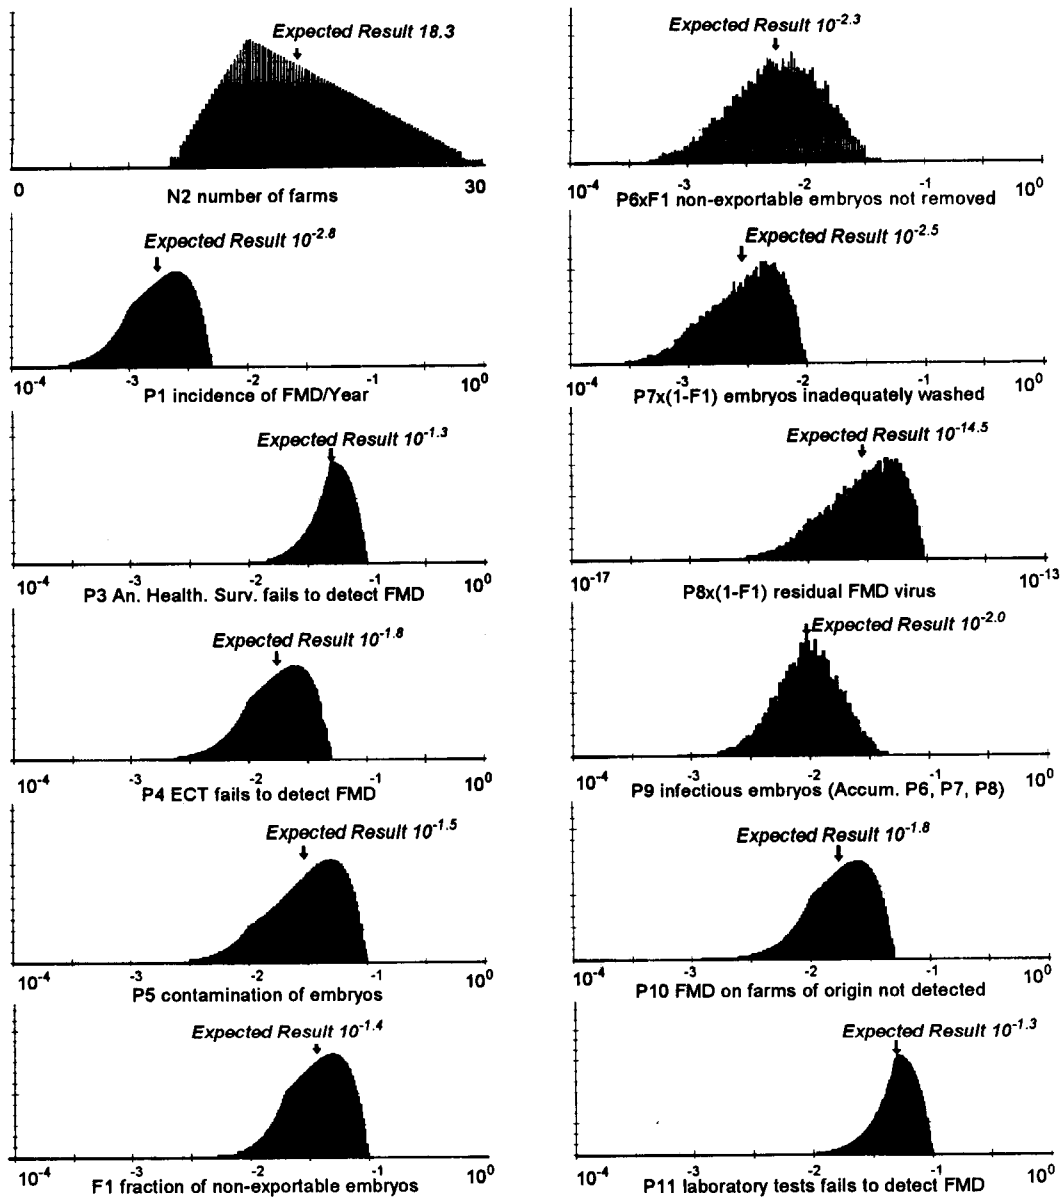 Expected Result 18.3
0 30
N2 number of farms
Expected Result 10^-2.8
10^-4 -3 -2 -1 10^0
P1 incidence of FMD/Year
Expected Result 10^-1.3
10^-4 -3 -2 -1 10^0
P3 An. Health. Surv. fails to detect FMD
Expected Result 10^-1.8
10^-4 -3 -2 -1 10^0
P4 ECT fails to detect FMD
Expected Result 10^-1.5
10^-4 -3 -2 -1 10^0
P5 contamination of embryos
Expected Result 10^-1.4
10^-4 -3 -2 -1 10^0
F1 fraction of non-exportable embryos
Expected Result 10^-2.3
10^-4 -3 -2 -1 10^0
P6xF1 non-exportable embryos not removed
Expected Result 10^-2.5
10^-4 -3 -2 -1 10^0
P7x(1-F1) embryos inadequately washed
Expected Result 10^-14.5
10^-17 10^-13
P8x(1-F1) residual FMD virus
Expected Result 10^-2.0
10^-4 -3 -2 -1 10^0
P9 infectious embryos (Accum. P6, P7, P8)
Expected Result 10^-1.8
10^-4 -3 -2 -1 10^0
P10 FMD on farms of origin not detected
Expected Result 10^-1.3
10^-4 -3 -2 -1 10^0
P11 laboratory tests fails to detect FMD